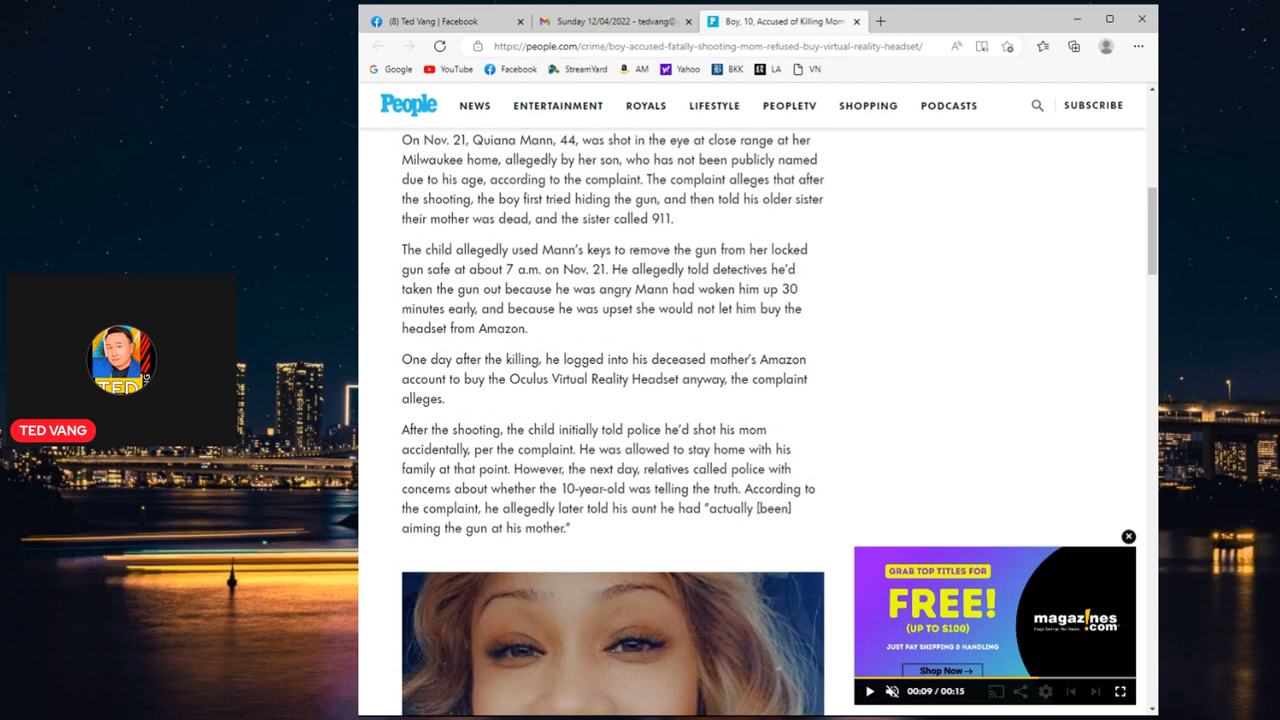 (8) Ted Vang | Facebook
Sunday 12/04/2022 - tedvang@
Boy, 10, Accused of Killing Mom
https://people.com/crime/boy-accused-fatally-shooting-mom-refused-buy-virtual-reality-headset/
Google YouTube Facebook StreamYard AM Yahoo BKK LA VN
People NEWS ENTERTAINMENT ROYALS LIFESTYLE PEOPLETV SHOPPING PODCASTS SUBSCRIBE
On Nov. 21, Quiana Mann, 44, was shot in the eye at close range at her
Milwaukee home, allegedly by her son, who has not been publicly named
due to his age, according to the complaint. The complaint alleges that after
the shooting, the boy first tried hiding the gun, and then told his older sister
their mother was dead, and the sister called 911.
The child allegedly used Mann's keys to remove the gun from her locked
gun safe at about 7 a.m. on Nov. 21. He allegedly told detectives he'd
taken the gun out because he was angry Mann had woken him up 30
minutes early, and because he was upset she would not let him buy the
headset from Amazon.
One day after the killing, he logged into his deceased mother's Amazon
account to buy the Oculus Virtual Reality Headset anyway, the complaint
alleges.
After the shooting, the child initially told police he'd shot his mom
accidentally, per the complaint. He was allowed to stay home with his
family at that point. However, the next day, relatives called police with
concerns about whether the 10-year-old was telling the truth. According to
the complaint, he allegedly later told his aunt he had "actually [been]
aiming the gun at his mother."
TED
TED VANG
GRAB TOP TITLES FOR
FREE!
(UP TO $100)
JUST PAY SHIPPING & HANDLING
Shop Now →
magaz!nes
.com
00:09 / 00:15